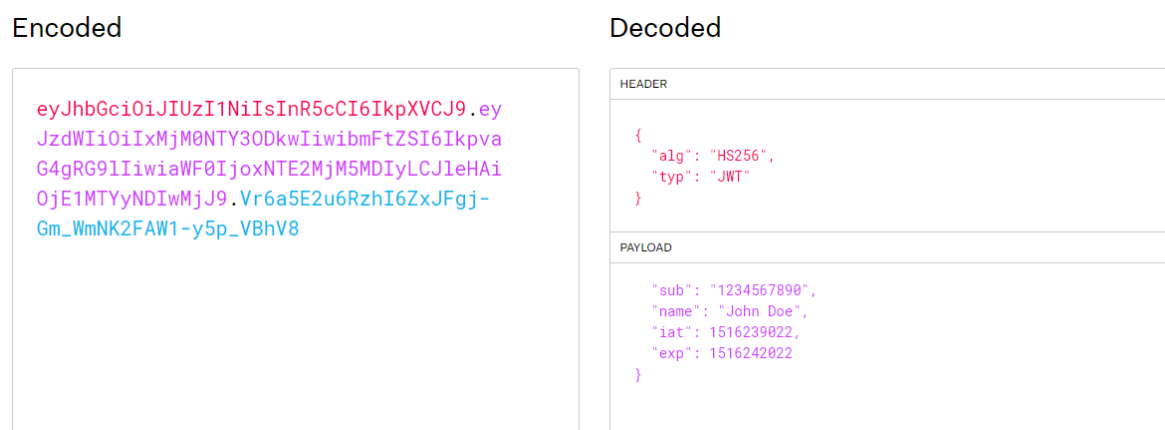 Encoded
eyJhbGciOiJIUzI1NiIsInR5cCI6IkpXVCJ9.ey
JzdWIiOiIxMjM0NTY3ODkwIiwibmFtZSI6Ikpva
G4gRG9lIiwiaWF0IjoxNTE2MjM5MDIyLCJleHAi
OjE1MTYyNDIwMjJ9.Vr6a5E2u6RzhI6ZxJFgj-
Gm_WmNK2FAW1-y5p_VBhV8
Decoded
HEADER
{
"alg": "HS256",
"typ": "JWT"
}
PAYLOAD
"sub": "1234567890",
"name": "John Doe",
"iat": 1516239022,
"exp": 1516242022
}